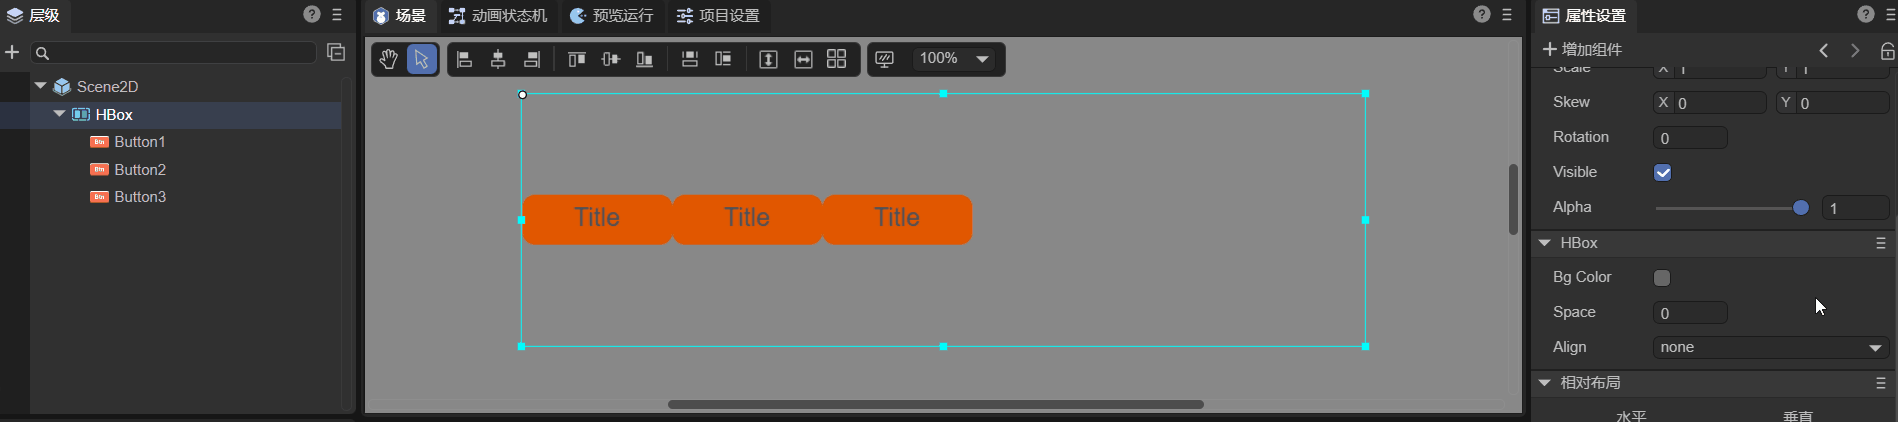 层级
场景
动画状态机
预览运行
项目设置
属性设置
增加组件
100%
Scene2D
HBox
Button1
Button2
Button3
Title Title Title
Scale X 1 Y 1
Skew X 0 Y 0
Rotation 0
Visible
Alpha 1
HBox
Bg Color
Space 0
Align none
相对布局
水平 垂直